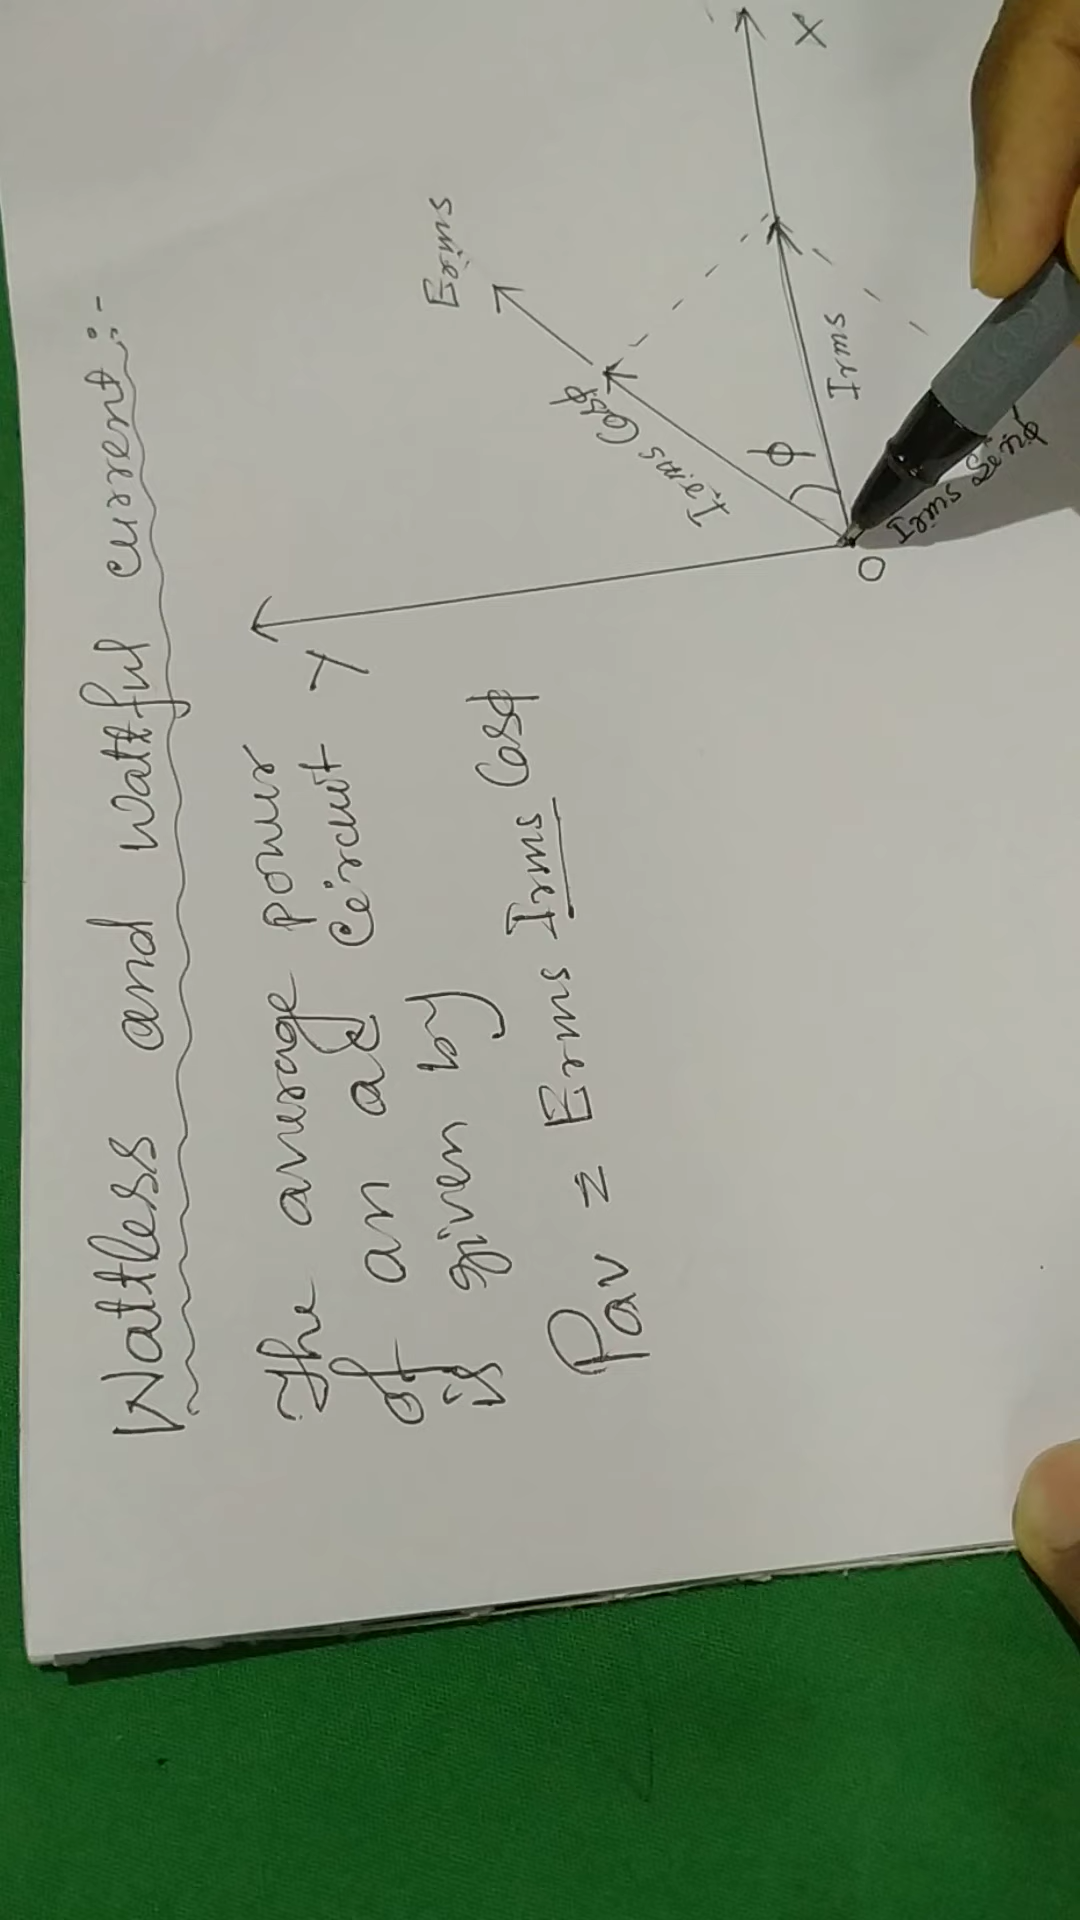 Wattless and wattful current :-
The average power
of an ac circuit
is given by
Pav = Erms Irms Cosϕ
Y
Erms
Irms Cosϕ
ϕ
Irms
X
O
Irms Sinϕ